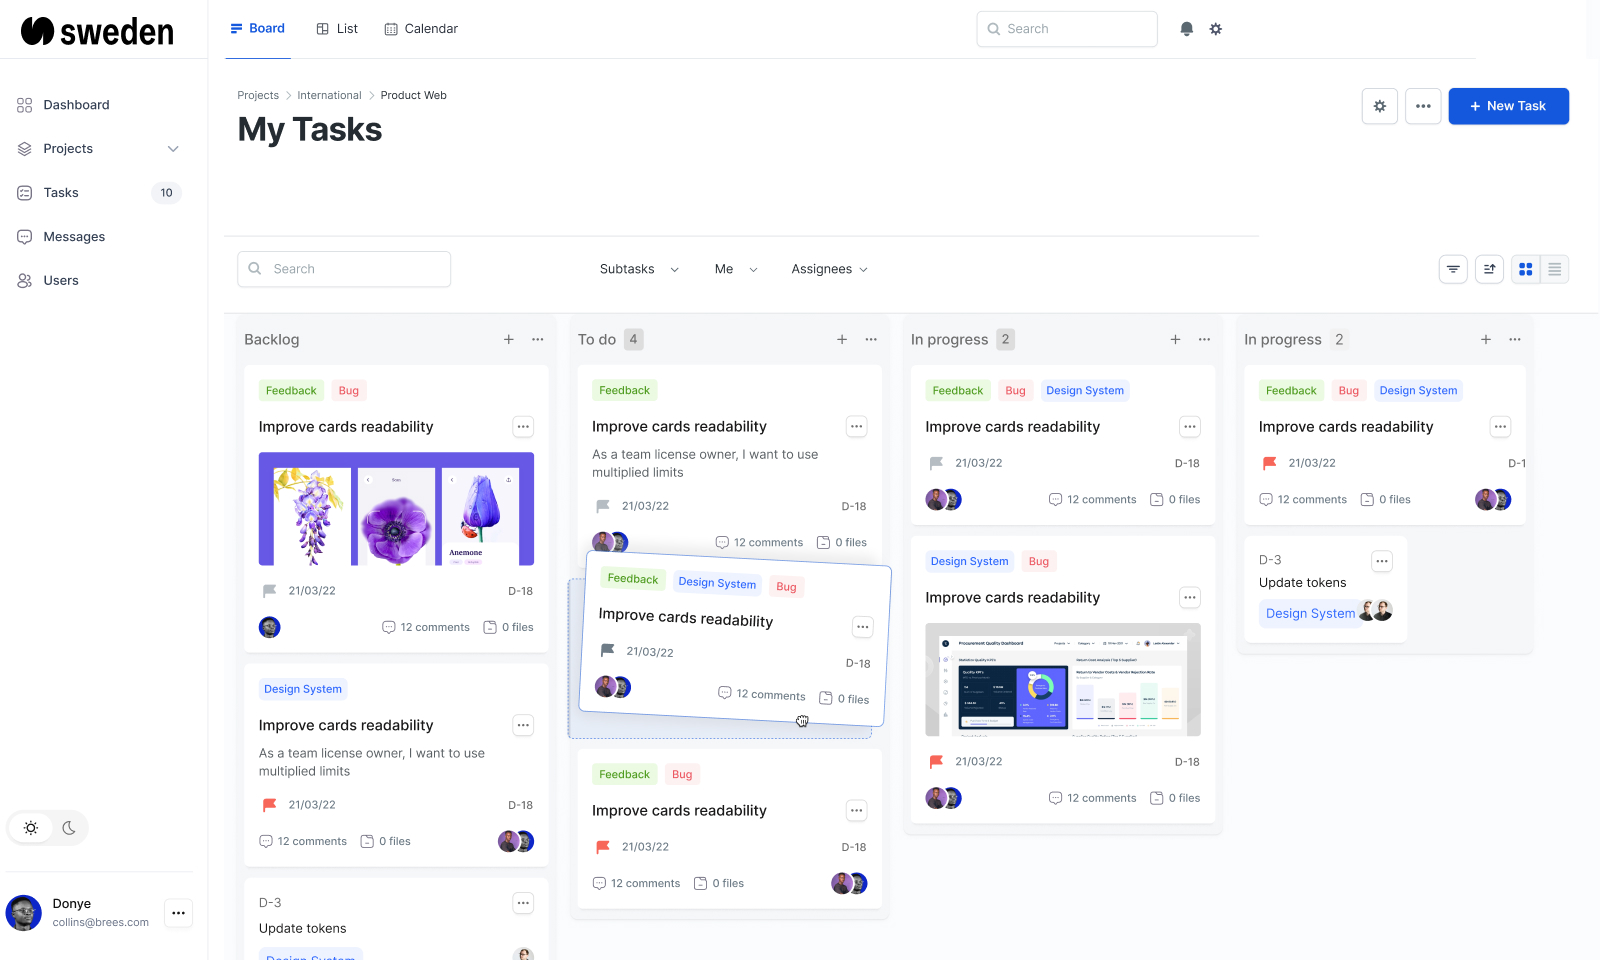 sweden
Board
List
Calendar
Search
Dashboard
Projects
Tasks
10
Messages
Users
Donye
collins@brees.com
Projects
International
Product Web
My Tasks
+ New Task
Search
Subtasks
Me
Assignees
Backlog
Feedback
Bug
Improve cards readability
Anemone
21/03/22
D-18
12 comments
0 files
Design System
Improve cards readability
As a team license owner, I want to use
multiplied limits
21/03/22
D-18
12 comments
0 files
D-3
Update tokens
Design System
To do
4
Feedback
Improve cards readability
As a team license owner, I want to use
multiplied limits
21/03/22
D-18
12 comments
0 files
Feedback
Design System
Bug
Improve cards readability
21/03/22
D-18
12 comments
0 files
Feedback
Bug
Improve cards readability
21/03/22
D-18
12 comments
0 files
In progress
2
Feedback
Bug
Design System
Improve cards readability
21/03/22
D-18
12 comments
0 files
Design System
Bug
Improve cards readability
Procurement Quality Dashboard
21/03/22
D-18
12 comments
0 files
In progress
2
Feedback
Bug
Design System
Improve cards readability
21/03/22
D-1
12 comments
0 files
D-3
Update tokens
Design System